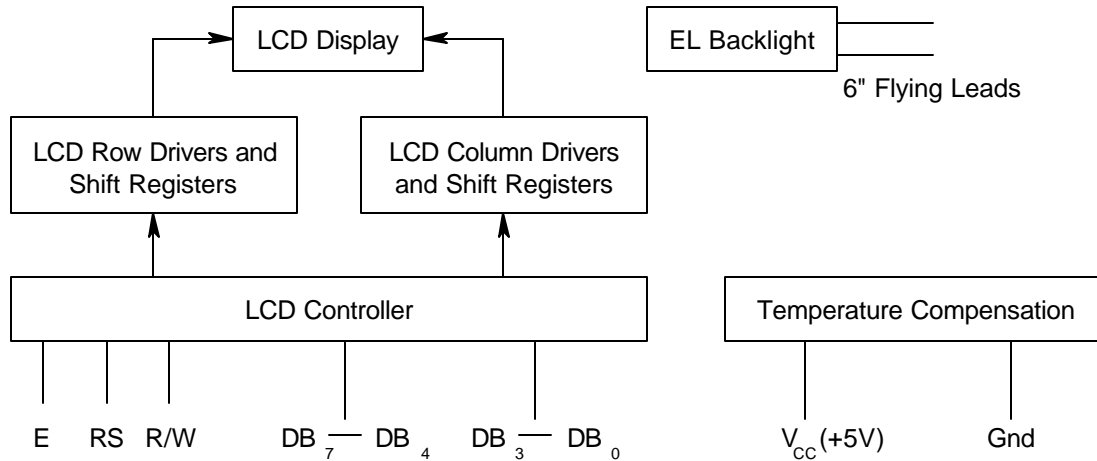 LCD Display
EL Backlight
6" Flying Leads
LCD Row Drivers and
Shift Registers
LCD Column Drivers
and Shift Registers
LCD Controller
Temperature Compensation
E RS R/W DB7 — DB4 DB3 — DB0 VCC(+5V) Gnd